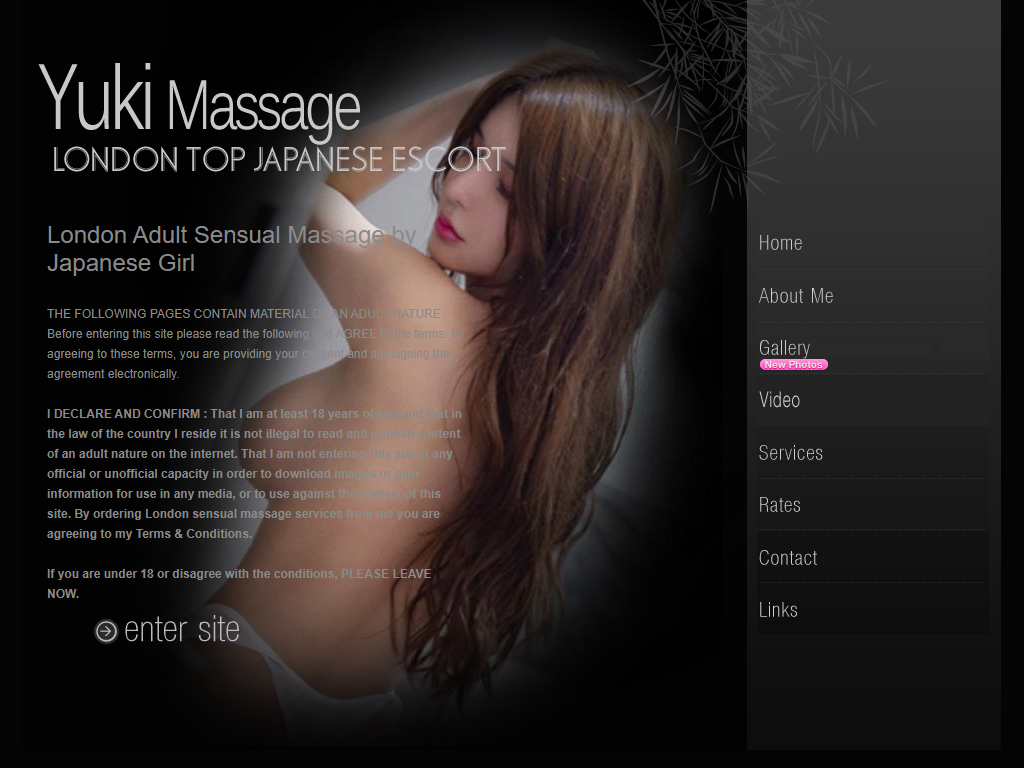 Yuki Massage
LONDON TOP JAPANESE ESCORT
London Adult Sensual Massage by
Japanese Girl
THE FOLLOWING PAGES CONTAIN MATERIAL OF AN ADULT NATURE
Before entering this site please read the following and AGREE to the terms. By
agreeing to these terms, you are providing your consent and are signing the
agreement electronically.
I DECLARE AND CONFIRM : That I am at least 18 years of age and that in
the law of the country I reside it is not illegal to read and publish content
of an adult nature on the internet. That I am not entering this site in any
official or unofficial capacity in order to download images or gain
information for use in any media, or to use against the owners of this
site. By ordering London sensual massage services from me you are
agreeing to my Terms & Conditions.
If you are under 18 or disagree with the conditions, PLEASE LEAVE
NOW.
enter site
Home
About Me
Gallery
New Photos
Video
Services
Rates
Contact
Links